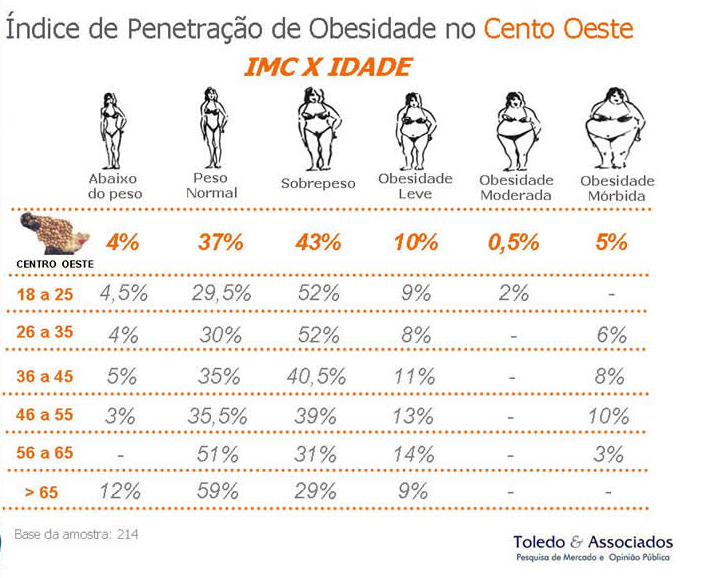 Índice de Penetração de Obesidade no Cento Oeste
IMC X IDADE
Abaixo do peso
Peso Normal
Sobrepeso
Obesidade Leve
Obesidade Moderada
Obesidade Mórbida
CENTRO OESTE 4% 37% 43% 10% 0,5% 5%
18 a 25 4,5% 29,5% 52% 9% 2% -
26 a 35 4% 30% 52% 8% - 6%
36 a 45 5% 35% 40,5% 11% - 8%
46 a 55 3% 35,5% 39% 13% - 10%
56 a 65 - 51% 31% 14% - 3%
> 65 12% 59% 29% 9% - -
Base da amostra: 214
Toledo & Associados
Pesquisa de Mercado e Opinião Pública